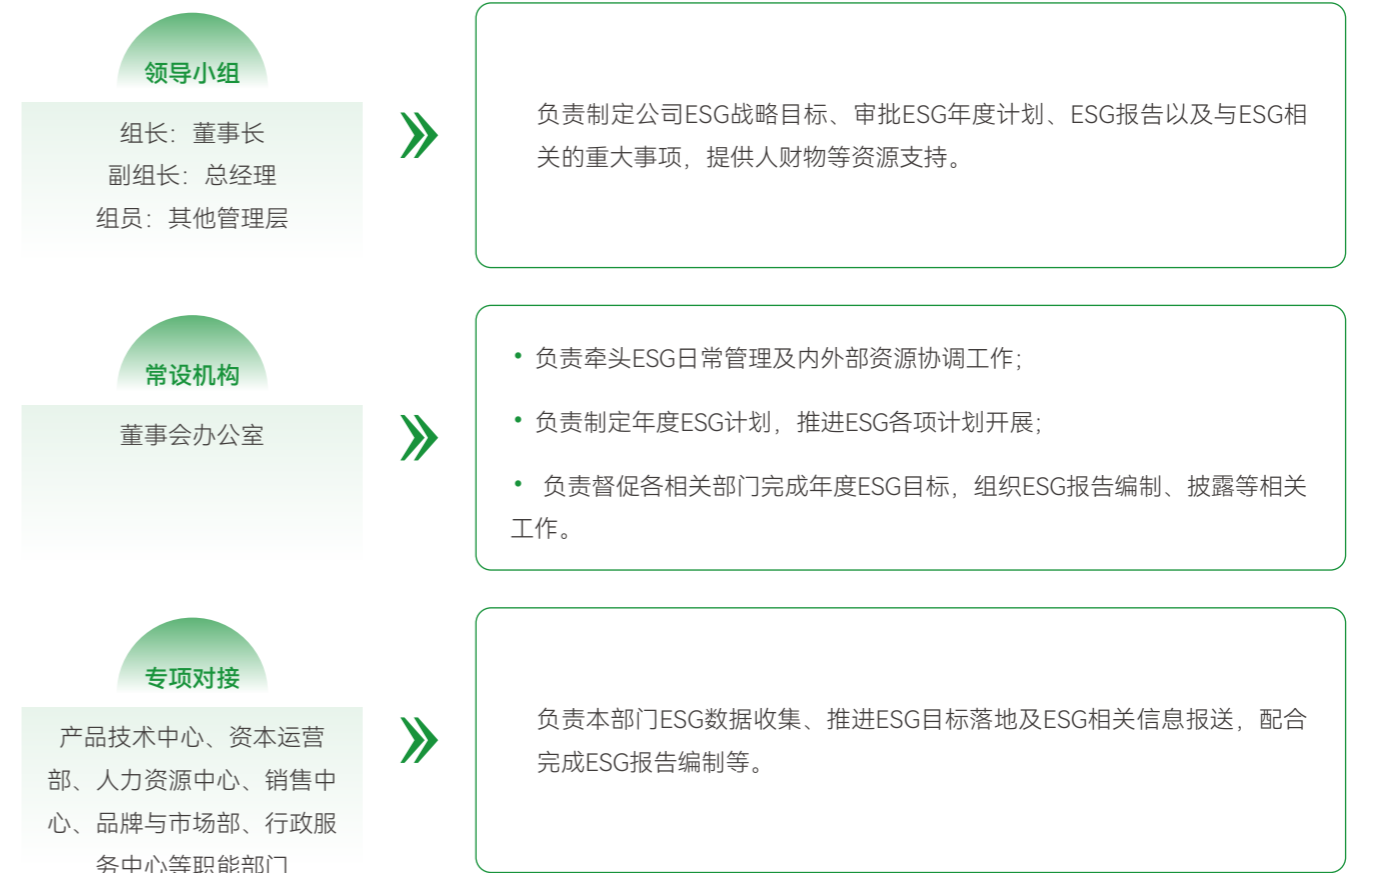 领导小组
组长：董事长
副组长：总经理
组员：其他管理层
负责制定公司ESG战略目标、审批ESG年度计划、ESG报告以及与ESG相
关的重大事项，提供人财物等资源支持。
常设机构
董事会办公室
• 负责牵头ESG日常管理及内外部资源协调工作；
• 负责制定年度ESG计划，推进ESG各项计划开展；
• 负责督促各相关部门完成年度ESG目标，组织ESG报告编制、披露等相关
工作。
专项对接
产品技术中心、资本运营
部、人力资源中心、销售中
心、品牌与市场部、行政服
务中心等职能部门
负责本部门ESG数据收集、推进ESG目标落地及ESG相关信息报送，配合
完成ESG报告编制等。